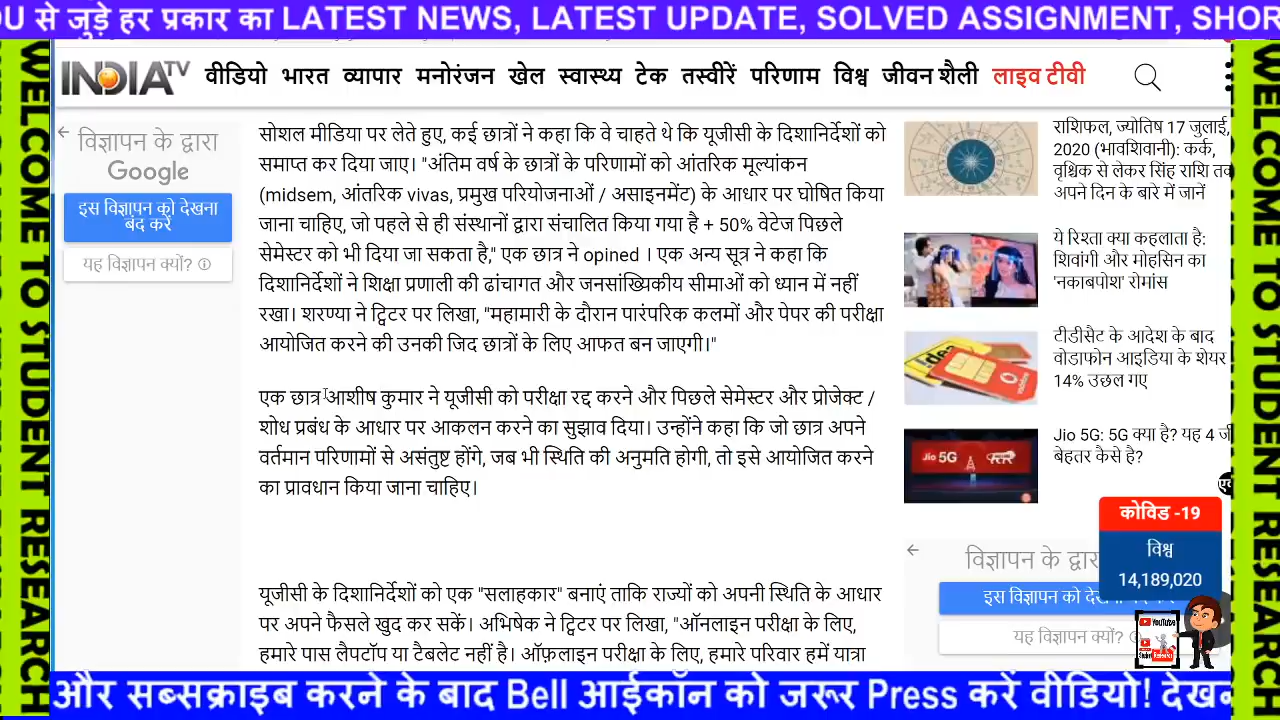 OU से जुड़े हर प्रकार का LATEST NEWS, LATEST UPDATE, SOLVED ASSIGNMENT, SHOR
WELCOME TO STUDENT RESEARCH
INDIA TV वीडियो भारत व्यापार मनोरंजन खेल स्वास्थ्य टेक तस्वीरें परिणाम विश्व जीवन शैली लाइव टीवी
विज्ञापन के द्वारा
Google
इस विज्ञापन को देखना
बंद करें
यह विज्ञापन क्यों?
सोशल मीडिया पर लेते हुए, कई छात्रों ने कहा कि वे चाहते थे कि यूजीसी के दिशानिर्देशों को
समाप्त कर दिया जाए। "अंतिम वर्ष के छात्रों के परिणामों को आंतरिक मूल्यांकन
(midsem, आंतरिक vivas, प्रमुख परियोजनाओं / असाइनमेंट) के आधार पर घोषित किया
जाना चाहिए, जो पहले से ही संस्थानों द्वारा संचालित किया गया है + 50% वेटेज पिछले
सेमेस्टर को भी दिया जा सकता है," एक छात्र ने opined । एक अन्य सूत्र ने कहा कि
दिशानिर्देशों ने शिक्षा प्रणाली की ढांचागत और जनसांख्यिकीय सीमाओं को ध्यान में नहीं
रखा। शरण्या ने ट्विटर पर लिखा, "महामारी के दौरान पारंपरिक कलमों और पेपर की परीक्षा
आयोजित करने की उनकी जिद छात्रों के लिए आफत बन जाएगी।"
एक छात्र आशीष कुमार ने यूजीसी को परीक्षा रद्द करने और पिछले सेमेस्टर और प्रोजेक्ट /
शोध प्रबंध के आधार पर आकलन करने का सुझाव दिया। उन्होंने कहा कि जो छात्र अपने
वर्तमान परिणामों से असंतुष्ट होंगे, जब भी स्थिति की अनुमति होगी, तो इसे आयोजित करने
का प्रावधान किया जाना चाहिए।
यूजीसी के दिशानिर्देशों को एक "सलाहकार" बनाएं ताकि राज्यों को अपनी स्थिति के आधार
पर अपने फैसले खुद कर सकें। अभिषेक ने ट्विटर पर लिखा, "ऑनलाइन परीक्षा के लिए,
हमारे पास लैपटॉप या टैबलेट नहीं है। ऑफ़लाइन परीक्षा के लिए, हमारे परिवार हमें यात्रा
राशिफल, ज्योतिष 17 जुलाई,
2020 (भावशिवानी): कर्क,
वृश्चिक से लेकर सिंह राशि तक
अपने दिन के बारे में जानें
ये रिश्ता क्या कहलाता है:
शिवांगी और मोहसिन का
'नकाबपोश' रोमांस
idea
टीडीसैट के आदेश के बाद
वोडाफोन आइडिया के शेयर
14% उछल गए
Jio 5G
Jio 5G: 5G क्या है? यह 4 जी
बेहतर कैसे है?
कोविड -19
विश्व
14,189,020
विज्ञापन के द्वारा
इस विज्ञापन को
यह विज्ञापन क्यों?
YouTube
WELCOME TO STUDENT RESEARCH
और सब्सक्राइब करने के बाद Bell आईकॉन को जरूर Press करें वीडियो! देखन